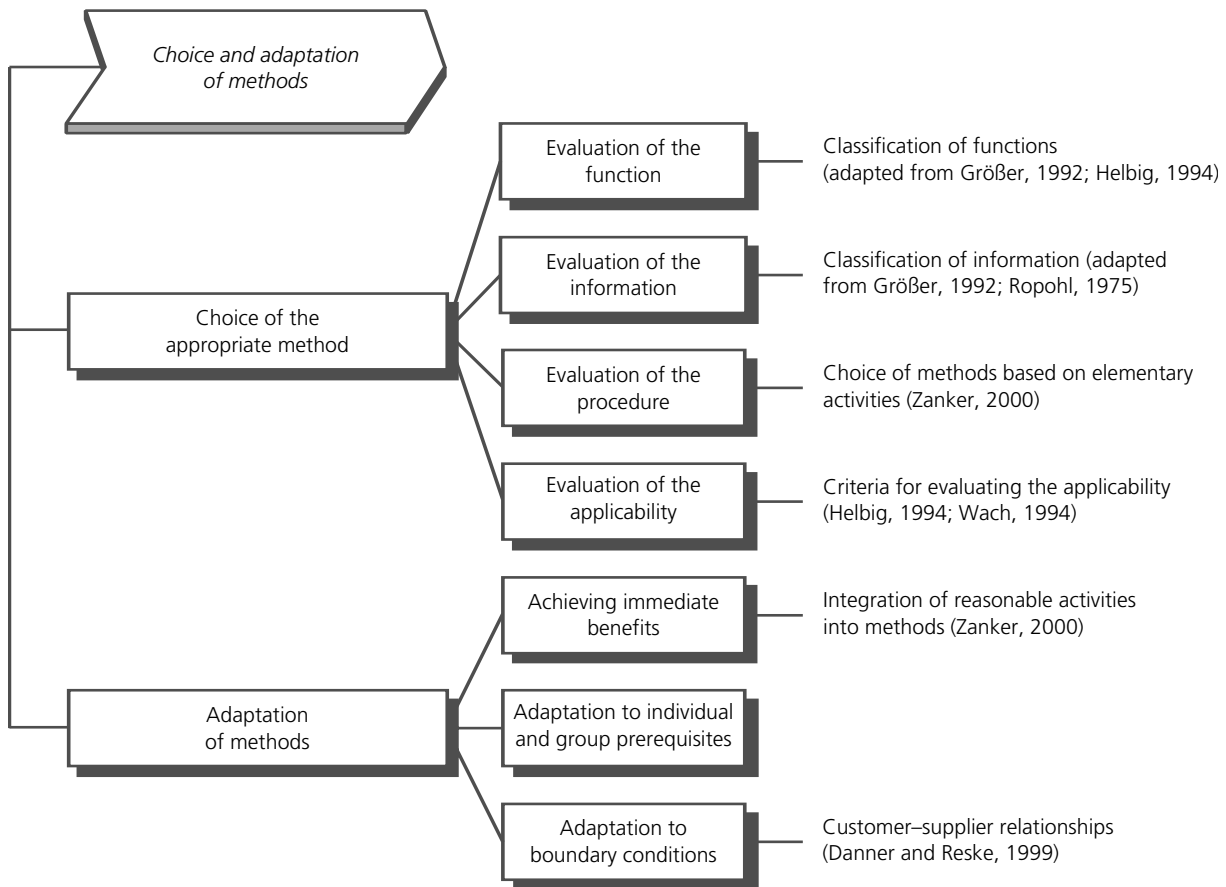 Choice and adaptation
of methods
Evaluation of the
function
Classification of functions
(adapted from Größer, 1992; Helbig, 1994)
Evaluation of the
information
Classification of information (adapted
from Größer, 1992; Ropohl, 1975)
Choice of the
appropriate method
Evaluation of the
procedure
Choice of methods based on elementary
activities (Zanker, 2000)
Evaluation of the
applicability
Criteria for evaluating the applicability
(Helbig, 1994; Wach, 1994)
Achieving immediate
benefits
Integration of reasonable activities
into methods (Zanker, 2000)
Adaptation
of methods
Adaptation to individual
and group prerequisites
Adaptation to
boundary conditions
Customer–supplier relationships
(Danner and Reske, 1999)